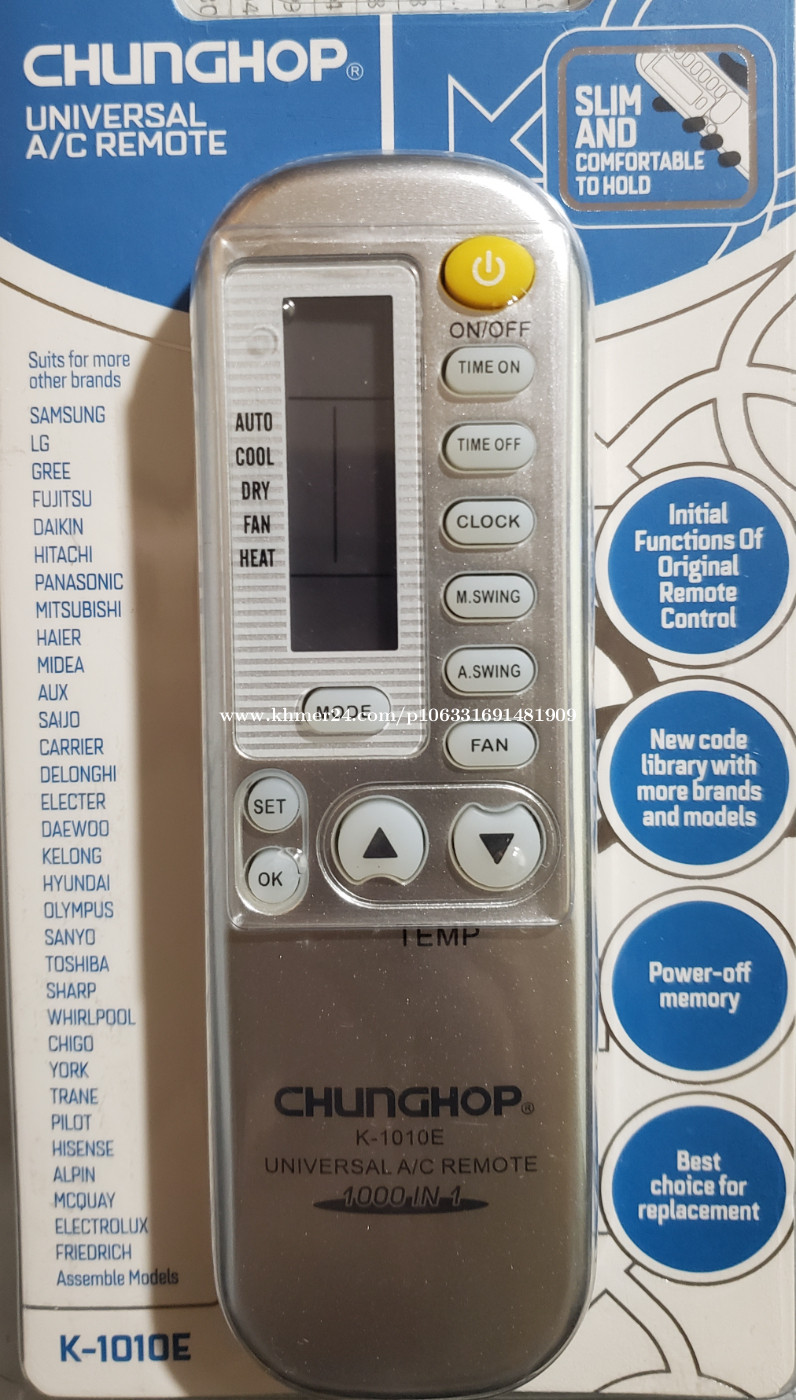 CHUNGHOP®
UNIVERSAL
A/C REMOTE
SLIM
AND
COMFORTABLE
TO HOLD
Suits for more
other brands
SAMSUNG
LG
GREE
FUJITSU
DAIKIN
HITACHI
PANASONIC
MITSUBISHI
HAIER
MIDEA
AUX
SAIJO
CARRIER
DELONGHI
ELECTER
DAEWOO
KELONG
HYUNDAI
OLYMPUS
SANYO
TOSHIBA
SHARP
WHIRLPOOL
CHIGO
YORK
TRANE
PILOT
HISENSE
ALPIN
MCQUAY
ELECTROLUX
FRIEDRICH
Assemble Models
K-1010E
ON/OFF
TIME ON
TIME OFF
CLOCK
M.SWING
A.SWING
FAN
AUTO
COOL
DRY
FAN
HEAT
MODE
www.khmer24.com/p106331691481909
SET
OK
TEMP
CHUNGHOP®
K-1010E
UNIVERSAL A/C REMOTE
1000 IN 1
Initial
Functions Of
Original
Remote
Control
New code
library with
more brands
and models
Power-off
memory
Best
choice for
replacement